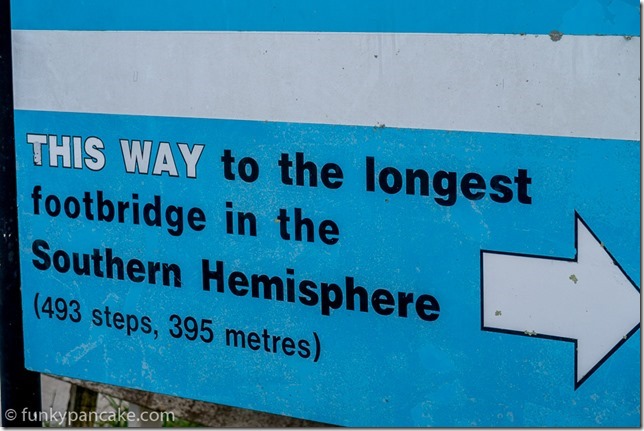 THIS WAY to the longest
footbridge in the
Southern Hemisphere
(493 steps, 395 metres)
© funkypancake.com